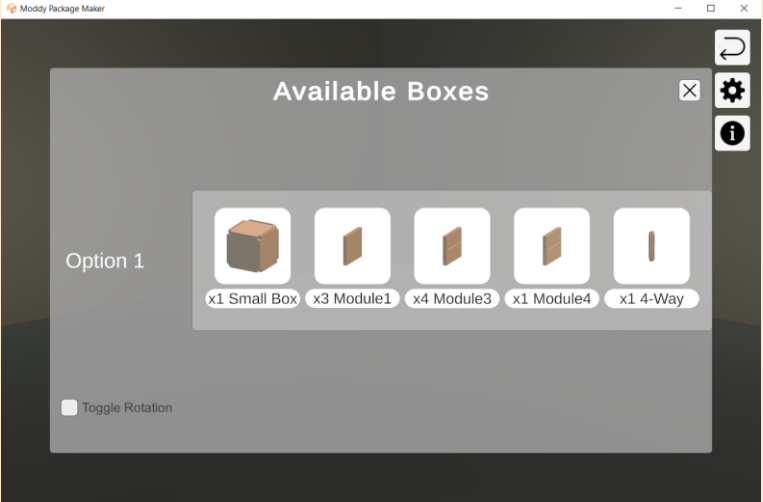 Moddy Package Maker
Available Boxes
Option 1
x1 Small Box
x3 Module1
x4 Module3
x1 Module4
x1 4-Way
Toggle Rotation